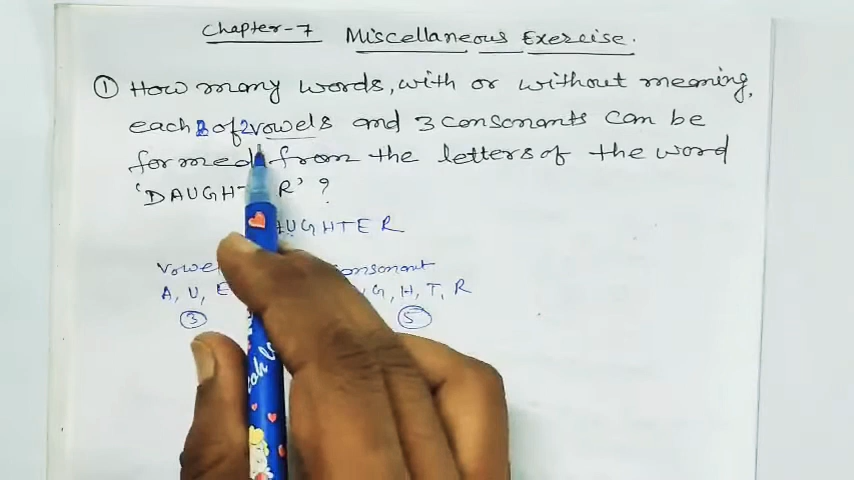 Chapter-7 Miscellaneous Exercise.
① How many words, with or without meaning,
each of 2 vowels and 3 consonants can be
formed from the letters of the word
'DAUGH R' ?
UGHTER
Vowe onsonant
A, U, E G, H, T, R
③ ⑤